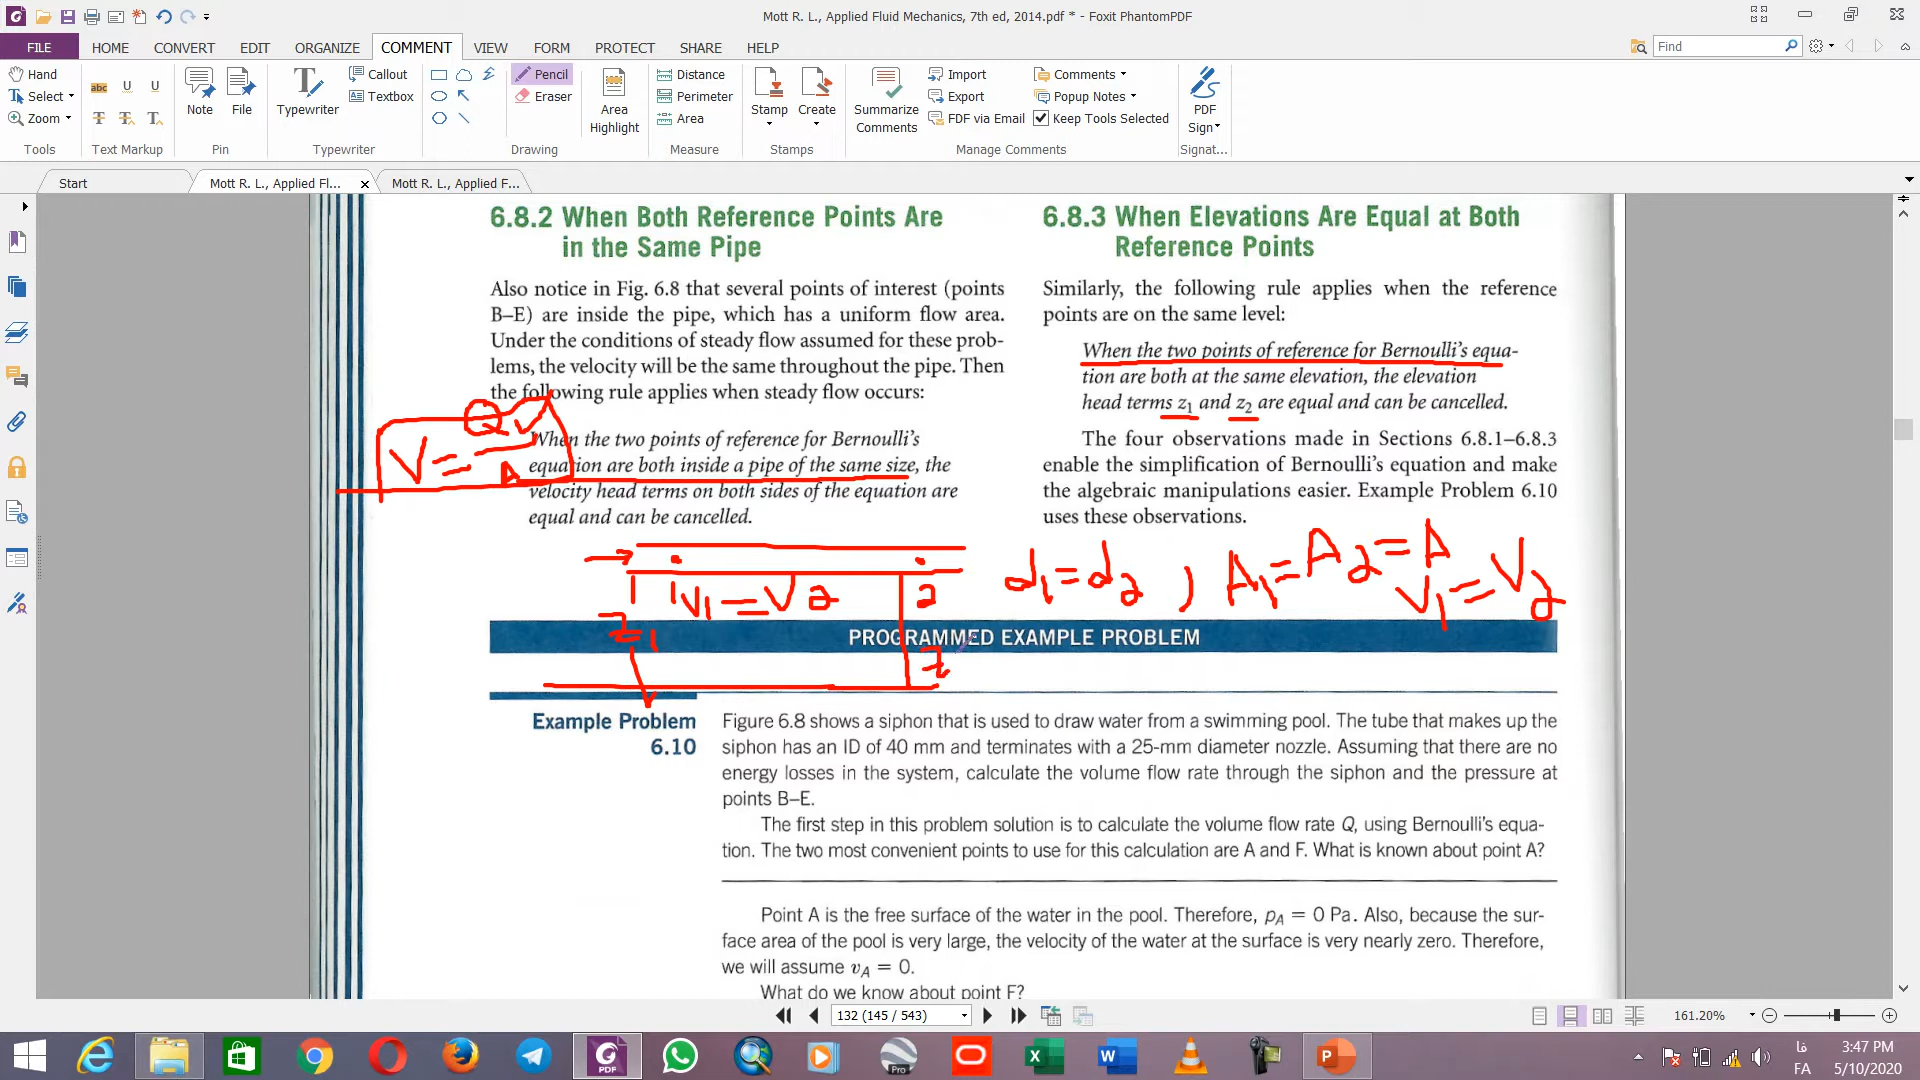 Mott R. L., Applied Fluid Mechanics, 7th ed, 2014.pdf * - Foxit PhantomPDF
FILE HOME CONVERT EDIT ORGANIZE COMMENT VIEW FORM PROTECT SHARE HELP
Find
Hand
Select
Zoom
Tools
abc U U
T T T
Text Markup
Note
File
Pin
Typewriter
Callout
Textbox
Typewriter
Pencil
Eraser
Drawing
Area Highlight
Distance
Perimeter
Area
Measure
Stamp
Create
Stamps
Summarize Comments
Import
Export
FDF via Email
Comments
Popup Notes
Keep Tools Selected
Manage Comments
PDF Sign
Signat...
Start
Mott R. L., Applied Fl...
Mott R. L., Applied F...
6.8.2 When Both Reference Points Are
in the Same Pipe
Also notice in Fig. 6.8 that several points of interest (points
B–E) are inside the pipe, which has a uniform flow area.
Under the conditions of steady flow assumed for these prob-
lems, the velocity will be the same throughout the pipe. Then
the following rule applies when steady flow occurs:
When the two points of reference for Bernoulli's
equation are both inside a pipe of the same size, the
velocity head terms on both sides of the equation are
equal and can be cancelled.
V = Q / A
6.8.3 When Elevations Are Equal at Both
Reference Points
Similarly, the following rule applies when the reference
points are on the same level:
When the two points of reference for Bernoulli's equa-
tion are both at the same elevation, the elevation
head terms z₁ and z₂ are equal and can be cancelled.
The four observations made in Sections 6.8.1–6.8.3
enable the simplification of Bernoulli's equation and make
the algebraic manipulations easier. Example Problem 6.10
uses these observations.
1 V1 = V2 2
d1 = d2 , A1 = A2 = A
V1 = V2
z1
z
PROGRAMMED EXAMPLE PROBLEM
Example Problem
6.10
Figure 6.8 shows a siphon that is used to draw water from a swimming pool. The tube that makes up the
siphon has an ID of 40 mm and terminates with a 25-mm diameter nozzle. Assuming that there are no
energy losses in the system, calculate the volume flow rate through the siphon and the pressure at
points B–E.
The first step in this problem solution is to calculate the volume flow rate Q, using Bernoulli's equa-
tion. The two most convenient points to use for this calculation are A and F. What is known about point A?
Point A is the free surface of the water in the pool. Therefore, pA = 0 Pa. Also, because the sur-
face area of the pool is very large, the velocity of the water at the surface is very nearly zero. Therefore,
we will assume vA = 0.
What do we know about point F?
132 (145 / 543)
161.20%
PDF
Pro
فا
FA
3:47 PM
5/10/2020